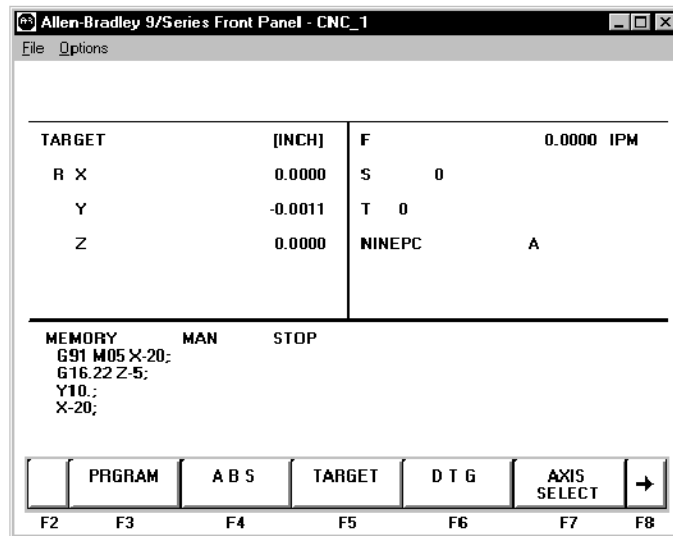 Allen-Bradley 9/Series Front Panel - CNC_1
File Options
TARGET [INCH] F 0.0000 IPM
R X 0.0000 S 0
Y -0.0011 T 0
Z 0.0000 NINEPC A
MEMORY MAN STOP
G91 M05 X-20;
G16.22 Z-5;
Y10.;
X-20;
PRGRAM A B S TARGET D T G AXIS SELECT →
F2 F3 F4 F5 F6 F7 F8